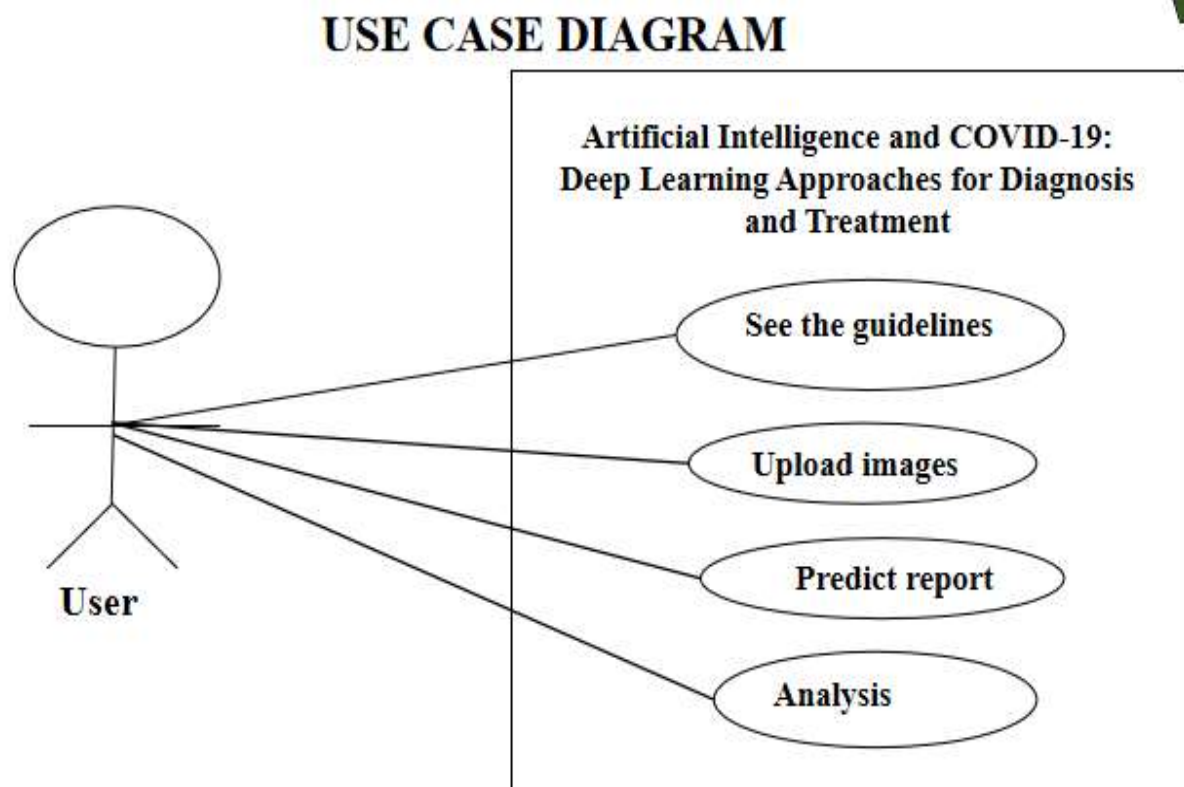 USE CASE DIAGRAM
Artificial Intelligence and COVID-19:
Deep Learning Approaches for Diagnosis
and Treatment
See the guidelines
Upload images
Predict report
Analysis
User